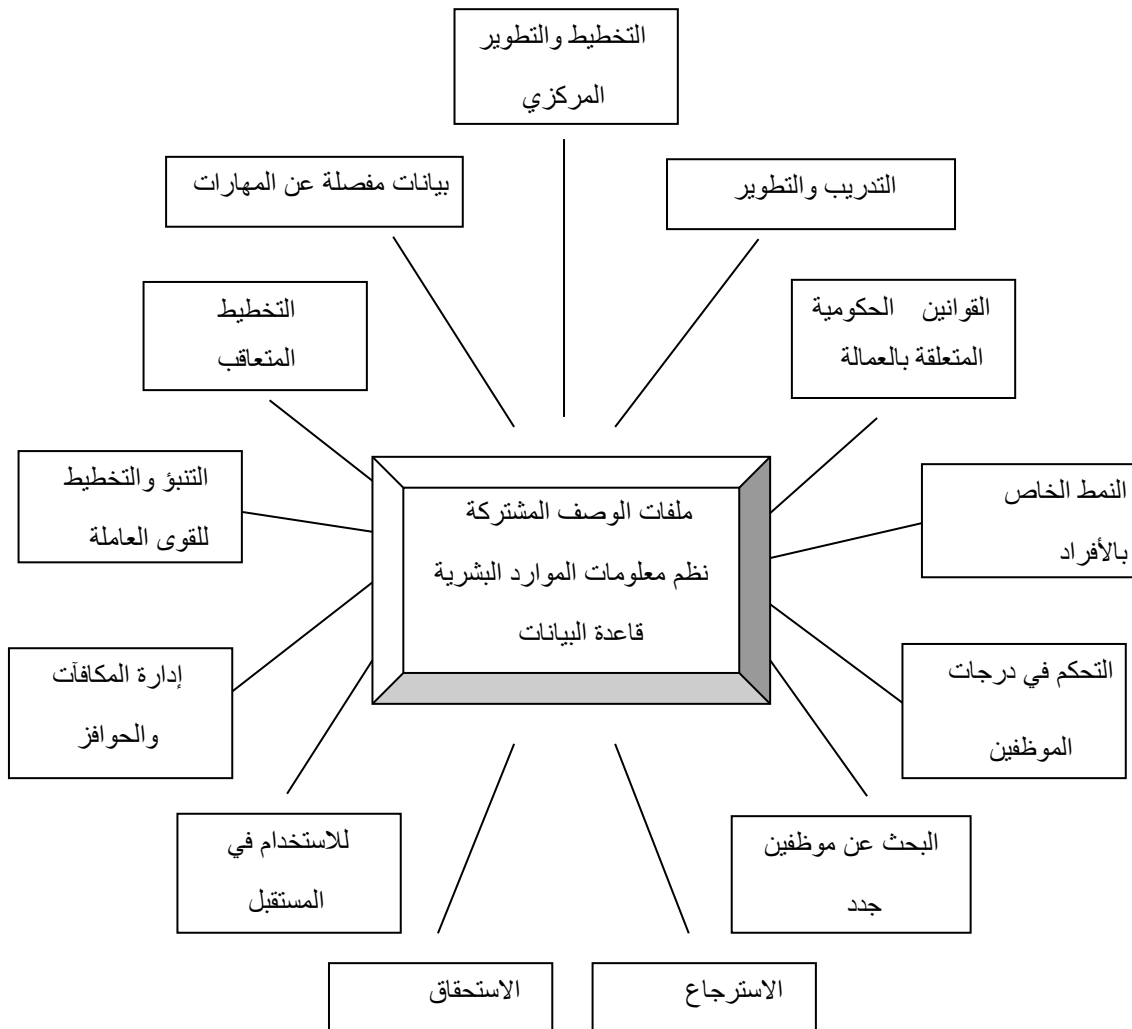 التخطيط والتطوير
المركزي
التدريب والتطوير
بيانات مفصلة عن المهارات
القوانين الحكومية
المتعلقة بالعمالة
التخطيط
المتعاقب
النمط الخاص
بالأفراد
التنبؤ والتخطيط
للقوى العاملة
ملفات الوصف المشتركة
نظم معلومات الموارد البشرية
قاعدة البيانات
التحكم في درجات
الموظفين
إدارة المكافآت
والحوافز
البحث عن موظفين
جدد
للاستخدام في
المستقبل
الاسترجاع
الاستحقاق